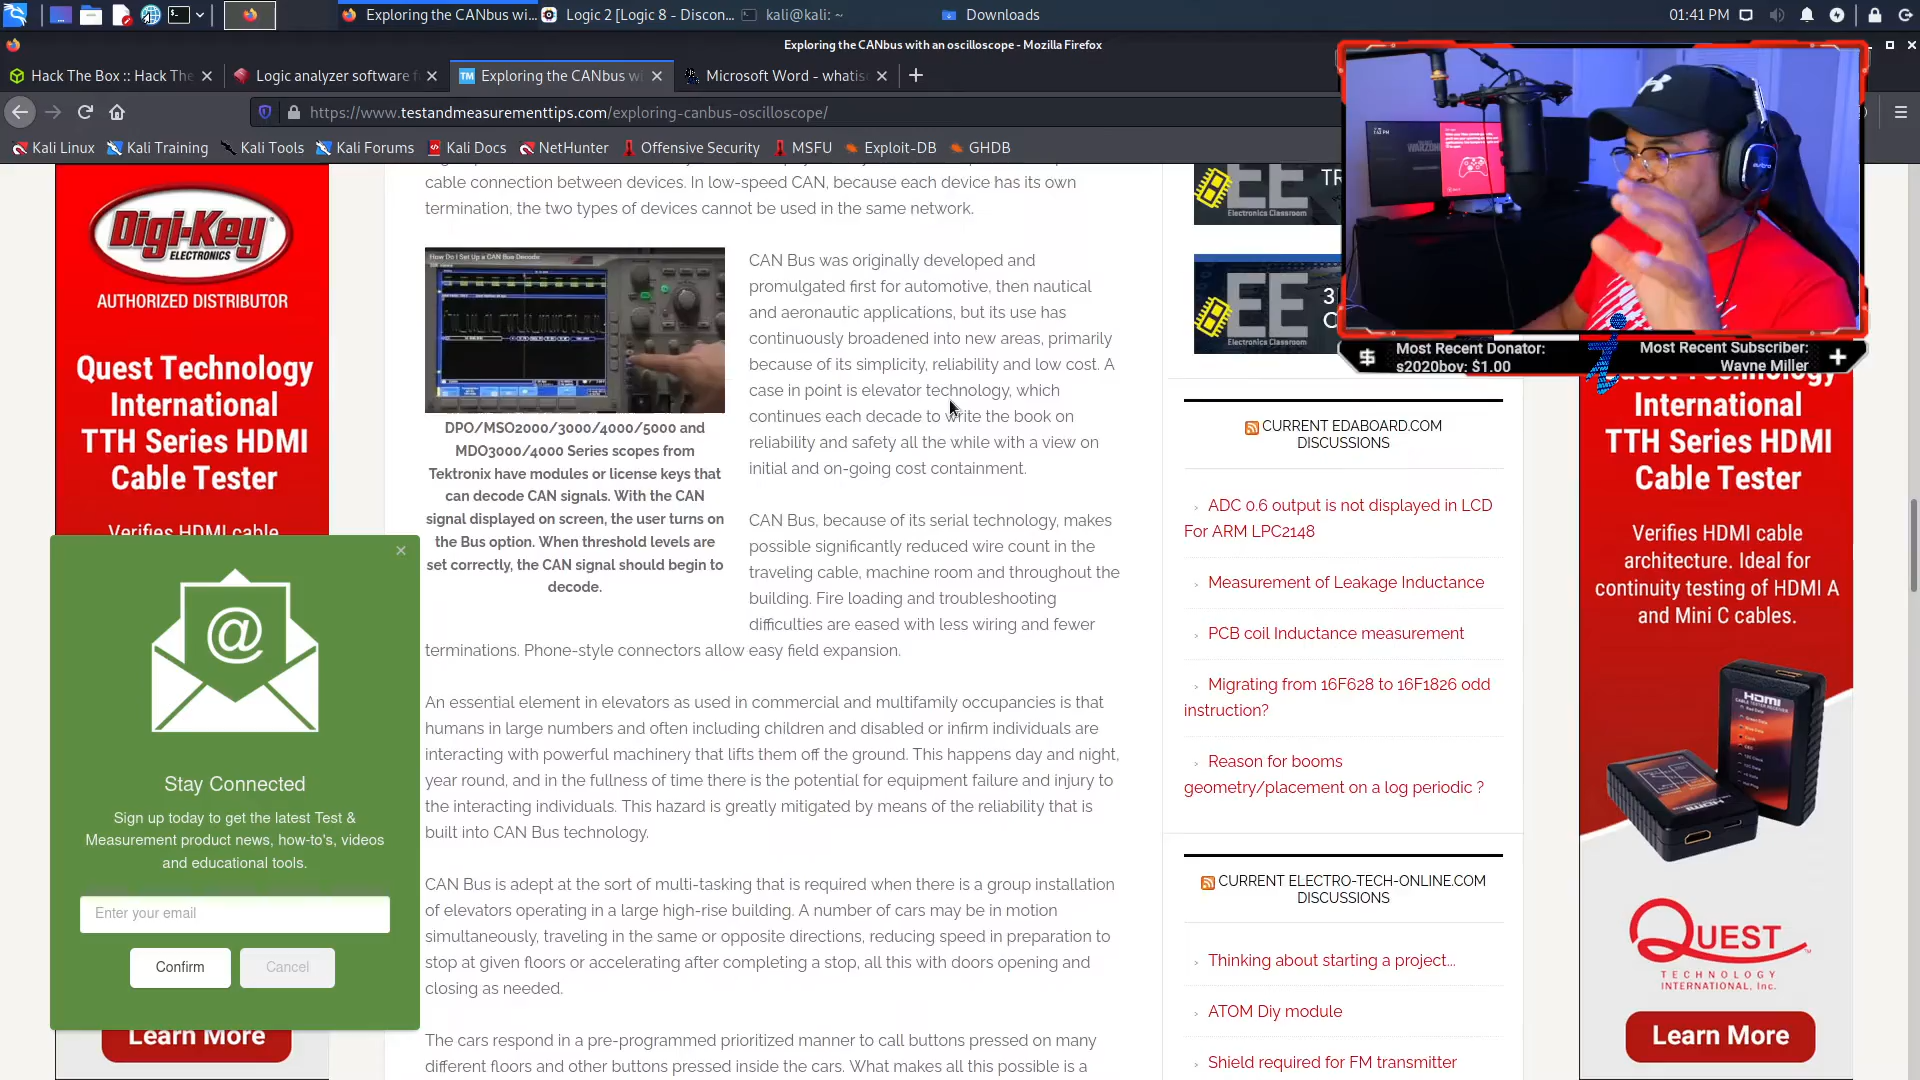 Exploring the CANbus wi...
Logic 2 [Logic 8 - Discon...
kali@kali: ~
Downloads
01:41 PM
Exploring the CANbus with an oscilloscope - Mozilla Firefox
Hack The Box :: Hack The
Logic analyzer software f
Exploring the CANbus wi
Microsoft Word - whatis
https://www.testandmeasurementtips.com/exploring-canbus-oscilloscope/
Kali Linux
Kali Training
Kali Tools
Kali Forums
Kali Docs
NetHunter
Offensive Security
MSFU
Exploit-DB
GHDB
Digi-Key
ELECTRONICS
AUTHORIZED DISTRIBUTOR
Quest Technology
International
TTH Series HDMI
Cable Tester
Verifies HDMI cable
Learn More
Stay Connected
Sign up today to get the latest Test &
Measurement product news, how-to's, videos
and educational tools.
Enter your email
Confirm
Cancel
cable connection between devices. In low-speed CAN, because each device has its own
termination, the two types of devices cannot be used in the same network.
How Do I Set Up a CAN Bus Decode
DPO/MSO2000/3000/4000/5000 and
MDO3000/4000 Series scopes from
Tektronix have modules or license keys that
can decode CAN signals. With the CAN
signal displayed on screen, the user turns on
the Bus option. When threshold levels are
set correctly, the CAN signal should begin to
decode.
CAN Bus was originally developed and
promulgated first for automotive, then nautical
and aeronautic applications, but its use has
continuously broadened into new areas, primarily
because of its simplicity, reliability and low cost. A
case in point is elevator technology, which
continues each decade to write the book on
reliability and safety all the while with a view on
initial and on-going cost containment.
CAN Bus, because of its serial technology, makes
possible significantly reduced wire count in the
traveling cable, machine room and throughout the
building. Fire loading and troubleshooting
difficulties are eased with less wiring and fewer
terminations. Phone-style connectors allow easy field expansion.
An essential element in elevators as used in commercial and multifamily occupancies is that
humans in large numbers and often including children and disabled or infirm individuals are
interacting with powerful machinery that lifts them off the ground. This happens day and night,
year round, and in the fullness of time there is the potential for equipment failure and injury to
the interacting individuals. This hazard is greatly mitigated by means of the reliability that is
built into CAN Bus technology.
CAN Bus is adept at the sort of multi-tasking that is required when there is a group installation
of elevators operating in a large high-rise building. A number of cars may be in motion
simultaneously, traveling in the same or opposite directions, reducing speed in preparation to
stop at given floors or accelerating after completing a stop, all this with doors opening and
closing as needed.
The cars respond in a pre-programmed prioritized manner to call buttons pressed on many
different floors and other buttons pressed inside the cars. What makes all this possible is a
EE
Electronics Classroom
TR
EE
Electronics Classroom
3
C
WARZONE
Most Recent Donator:
s2020boy: $1.00
Most Recent Subscriber:
Wayne Miller
CURRENT EDABOARD.COM
DISCUSSIONS
ADC 0.6 output is not displayed in LCD
For ARM LPC2148
Measurement of Leakage Inductance
PCB coil Inductance measurement
Migrating from 16F628 to 16F1826 odd
instruction?
Reason for booms
geometry/placement on a log periodic ?
CURRENT ELECTRO-TECH-ONLINE.COM
DISCUSSIONS
Thinking about starting a project...
ATOM Diy module
Shield required for FM transmitter
Quest Technology
International
TTH Series HDMI
Cable Tester
Verifies HDMI cable
architecture. Ideal for
continuity testing of HDMI A
and Mini C cables.
HDMI
QUEST
TECHNOLOGY
INTERNATIONAL, Inc.
Learn More